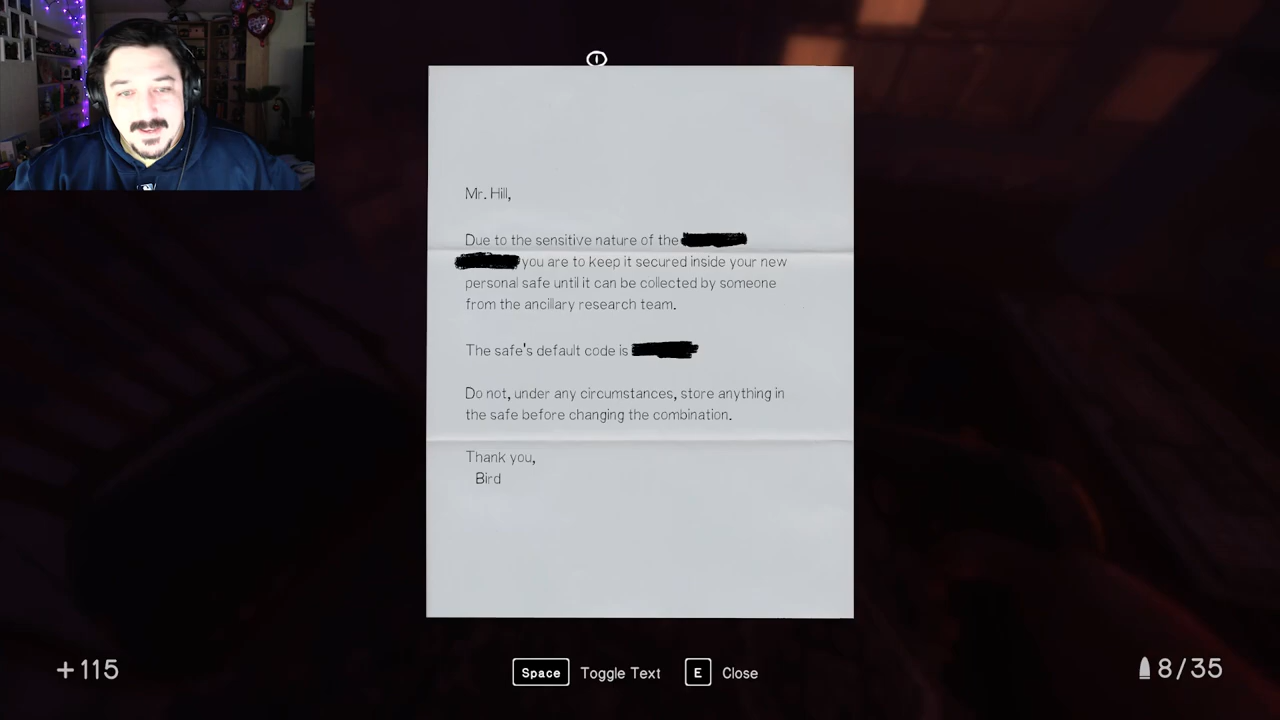 Mr. Hill,
Due to the sensitive nature of the
you are to keep it secured inside your new
personal safe until it can be collected by someone
from the ancillary research team.
The safe's default code is
Do not, under any circumstances, store anything in
the safe before changing the combination.
Thank you,
Bird
+115
Space Toggle Text E Close
8/35